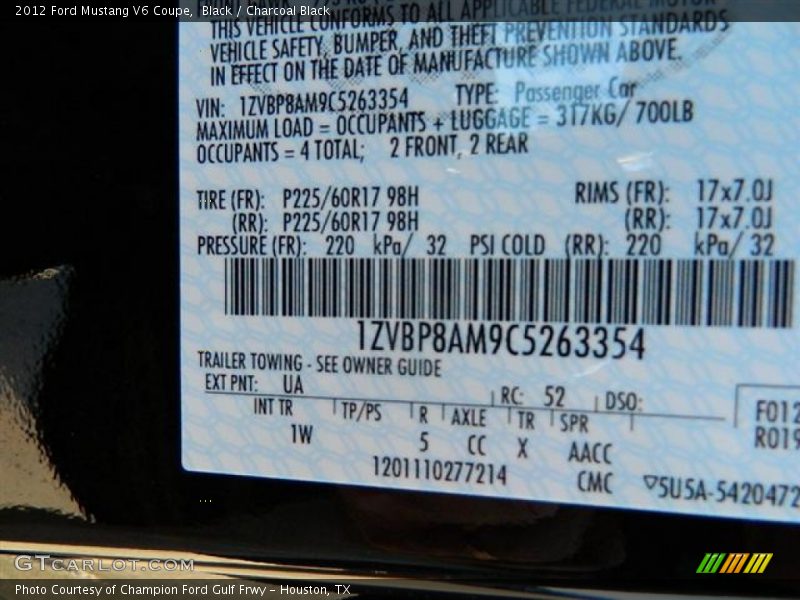 2012 Ford Mustang V6 Coupe, Black / Charcoal Black
THIS VEHICLE CONFORMS TO ALL APPLICABLE FEDERAL MOTOR
VEHICLE SAFETY, BUMPER, AND THEFT PREVENTION STANDARDS
IN EFFECT ON THE DATE OF MANUFACTURE SHOWN ABOVE.
VIN: 1ZVBP8AM9C5263354 TYPE: Passenger Car
MAXIMUM LOAD = OCCUPANTS + LUGGAGE = 317KG/ 700LB
OCCUPANTS = 4 TOTAL; 2 FRONT, 2 REAR
TIRE (FR): P225/60R17 98H RIMS (FR): 17x7.0J
(RR): P225/60R17 98H (RR): 17x7.0J
PRESSURE (FR): 220 kPa/ 32 PSI COLD (RR): 220 kPa/ 32
1ZVBP8AM9C5263354
TRAILER TOWING - SEE OWNER GUIDE
EXT PNT: UA RC: 52 DSO:
INT TR TP/PS R AXLE TR SPR F012
1W 5 CC X AACC R019
1201110277214 CMC ▽5U5A-5420472
GTCARLOT.COM
Photo Courtesy of Champion Ford Gulf Frwy - Houston, TX